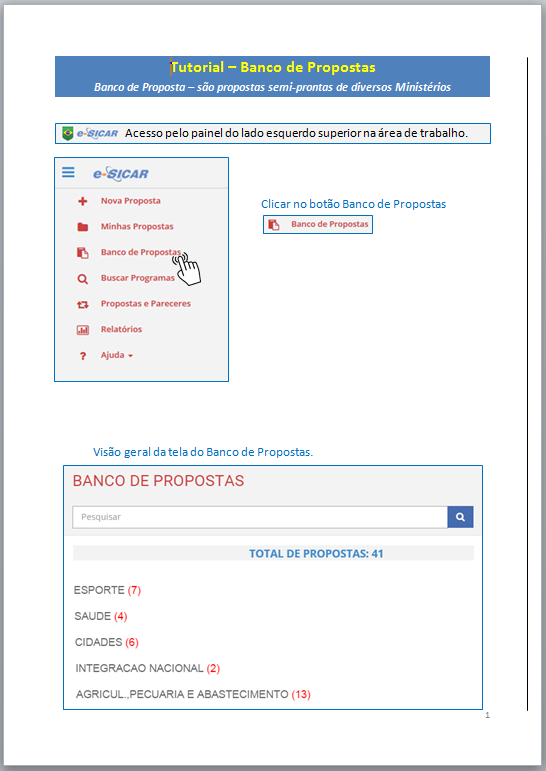 Tutorial – Banco de Propostas
Banco de Proposta – são propostas semi-prontas de diversos Ministérios
e-SICAR Acesso pelo painel do lado esquerdo superior na área de trabalho.
e-SICAR
Nova Proposta
Minhas Propostas
Banco de Propostas
Buscar Programas
Propostas e Pareceres
Relatórios
? Ajuda
Clicar no botão Banco de Propostas
Banco de Propostas
Visão geral da tela do Banco de Propostas.
BANCO DE PROPOSTAS
Pesquisar
TOTAL DE PROPOSTAS: 41
ESPORTE (7)
SAUDE (4)
CIDADES (6)
INTEGRACAO NACIONAL (2)
AGRICUL.,PECUARIA E ABASTECIMENTO (13)
1